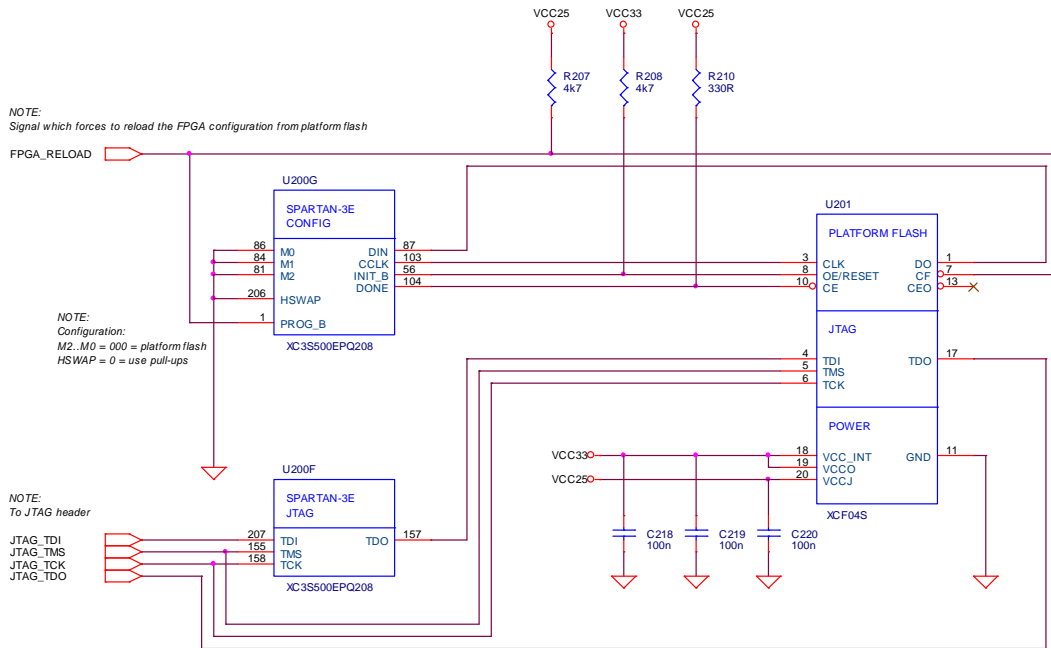 VCC25
VCC33
VCC25
R207
4k7
R208
4k7
R210
330R
NOTE:
Signal which forces to reload the FPGA configuration from platform flash
FPGA_RELOAD
U200G
SPARTAN-3E
CONFIG
86
84
81
206
1
M0
M1
M2
HSWAP
PROG_B
DIN
CCLK
INIT_B
DONE
87
103
56
104
XC3S500EPQ208
NOTE:
Configuration:
M2..M0 = 000 = platform flash
HSWAP = 0 = use pull-ups
U201
PLATFORM FLASH
3
8
10
CLK
OE/RESET
CE
DO
CF
CEO
1
7
13
JTAG
4
5
6
TDI
TMS
TCK
TDO
17
POWER
18
19
20
VCC_INT
VCCO
VCCJ
GND
11
XCF04S
VCC33
VCC25
C218
100n
C219
100n
C220
100n
NOTE:
To JTAG header
JTAG_TDI
JTAG_TMS
JTAG_TCK
JTAG_TDO
U200F
SPARTAN-3E
JTAG
207
155
158
TDI
TMS
TCK
TDO
157
XC3S500EPQ208